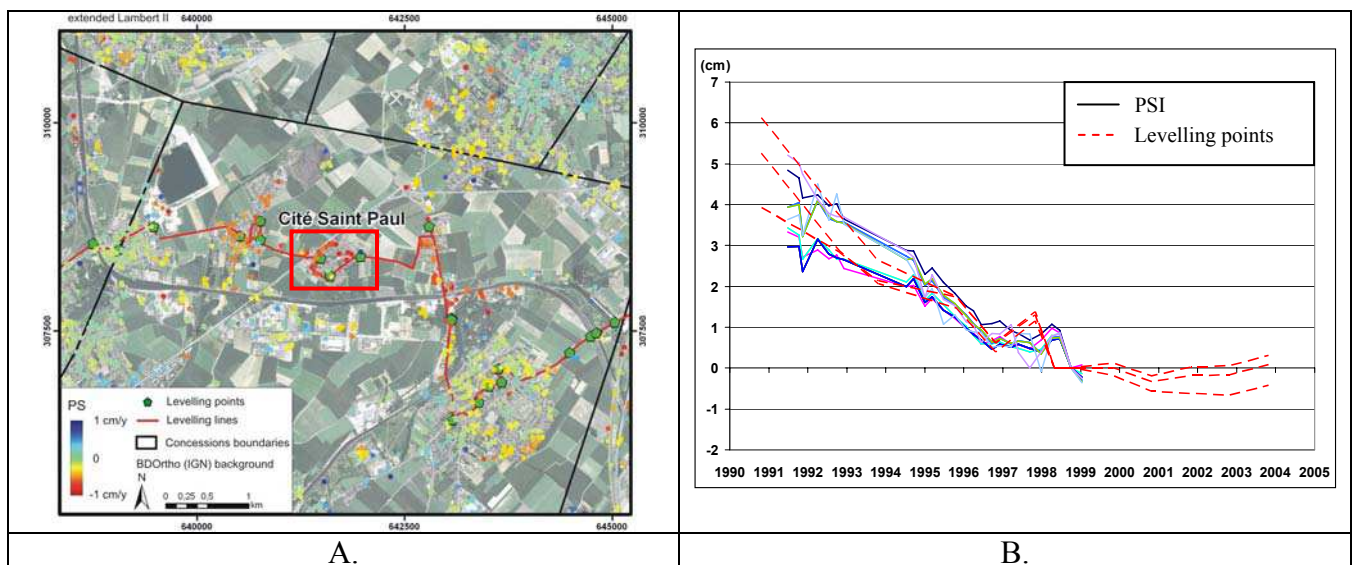 extended Lambert II
640000
642500
645000
310000
310000
Cité Saint Paul
307500
307500
PS
1 cm/y
0
-1 cm/y
Levelling points
Levelling lines
Concessions boundaries
BDOrtho (IGN) background
N
0 0,25 0,5 1
km
640000
642500
645000
A.
(cm)
7
6
5
4
3
2
1
0
-1
-2
PSI
Levelling points
1990 1991 1992 1993 1994 1995 1996 1997 1998 1999 2000 2001 2002 2003 2004 2005
B.